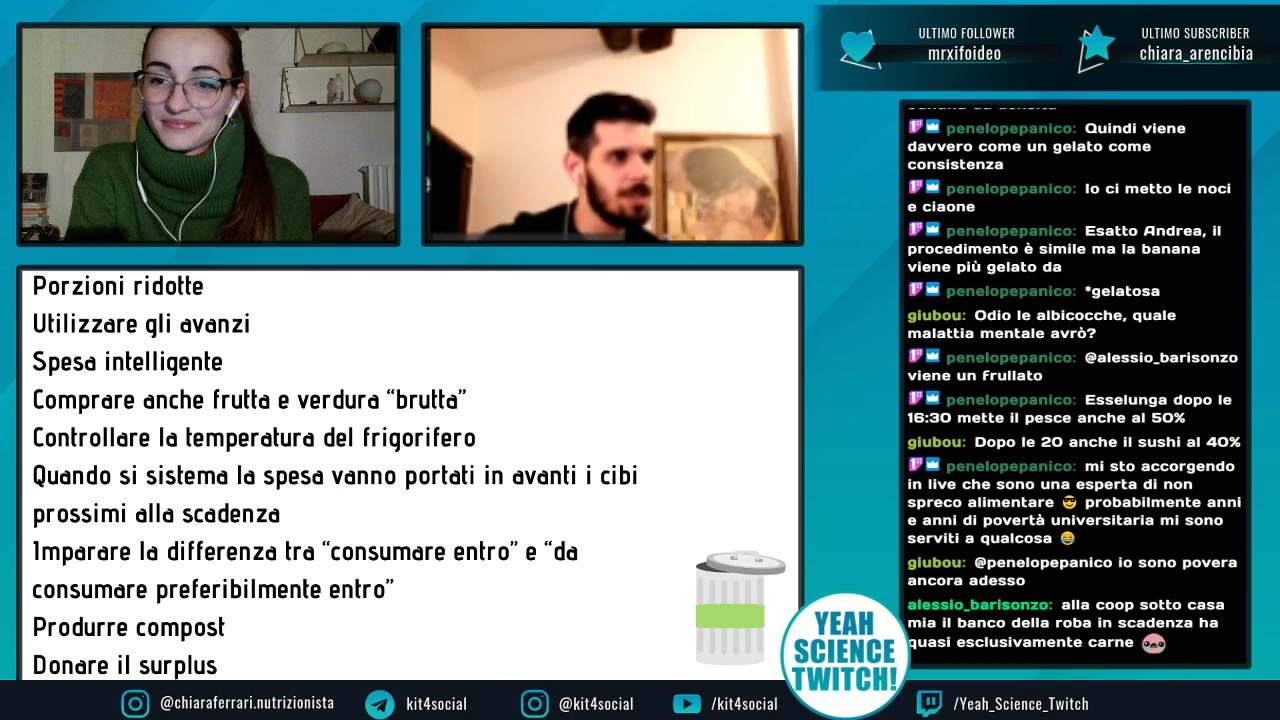 ULTIMO FOLLOWER
mrxifoideo
ULTIMO SUBSCRIBER
chiara_arencibia
Porzioni ridotte
Utilizzare gli avanzi
Spesa intelligente
Comprare anche frutta e verdura “brutta”
Controllare la temperatura del frigorifero
Quando si sistema la spesa vanno portati in avanti i cibi
prossimi alla scadenza
Imparare la differenza tra “consumare entro” e “da
consumare preferibilmente entro”
Produrre compost
Donare il surplus
penelopepanico: Quindi viene
davvero come un gelato come
consistenza
penelopepanico: Io ci metto le noci
e ciaone
penelopepanico: Esatto Andrea, il
procedimento è simile ma la banana
viene più gelato da
penelopepanico: *gelatosa
giubou: Odio le albicocche, quale
malattia mentale avrò?
penelopepanico: @alessio_barisonzo
viene un frullato
penelopepanico: Esselunga dopo le
16:30 mette il pesce anche al 50%
giubou: Dopo le 20 anche il sushi al 40%
penelopepanico: mi sto accorgendo
in live che sono una esperta di non
spreco alimentare 😎 probabilmente anni
e anni di povertà universitaria mi sono
serviti a qualcosa 😂
giubou: @penelopepanico io sono povera
ancora adesso
alessio_barisonzo: alla coop sotto casa
mia il banco della roba in scadenza ha
quasi esclusivamente carne
YEAH
SCIENCE
TWITCH!
@chiaraferrari.nutrizionista
kit4social
@kit4social
/kit4social
/Yeah_Science_Twitch